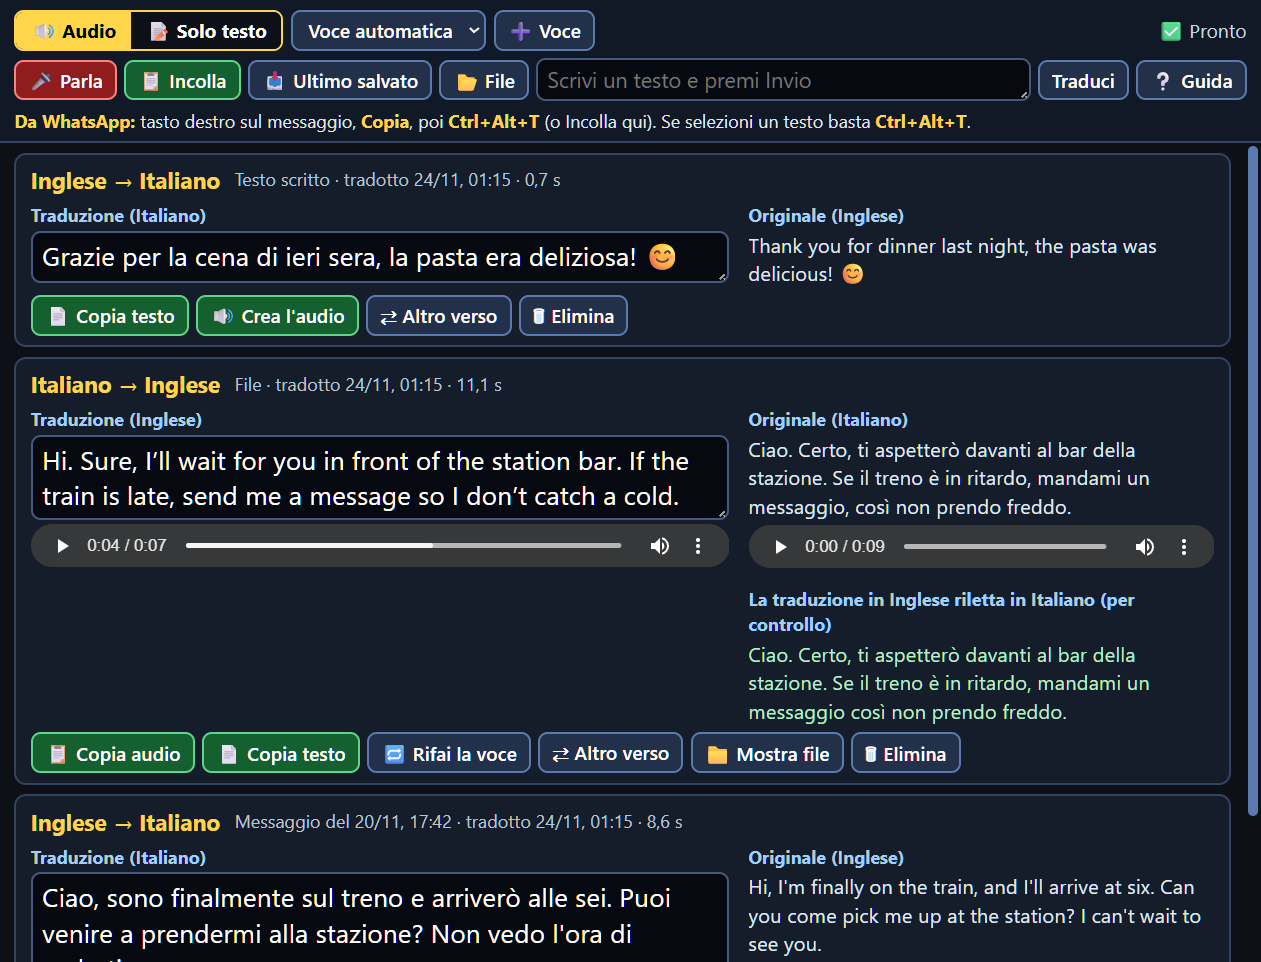 🔊 Audio 📝 Solo testo Voce automatica ➕ Voce ✅ Pronto
🎤 Parla 📋 Incolla 📥 Ultimo salvato 📂 File Scrivi un testo e premi Invio Traduci ❓ Guida
Da WhatsApp: tasto destro sul messaggio, Copia, poi Ctrl+Alt+T (o Incolla qui). Se selezioni un testo basta Ctrl+Alt+T.
Inglese → Italiano Testo scritto · tradotto 24/11, 01:15 · 0,7 s
Traduzione (Italiano)
Grazie per la cena di ieri sera, la pasta era deliziosa! 😊
Originale (Inglese)
Thank you for dinner last night, the pasta was
delicious! 😊
📄 Copia testo 🔊 Crea l'audio ⇄ Altro verso 🗑 Elimina
Italiano → Inglese File · tradotto 24/11, 01:15 · 11,1 s
Traduzione (Inglese)
Hi. Sure, I’ll wait for you in front of the station bar. If the
train is late, send me a message so I don’t catch a cold.
0:04 / 0:07
Originale (Italiano)
Ciao. Certo, ti aspetterò davanti al bar della
stazione. Se il treno è in ritardo, mandami un
messaggio, così non prendo freddo.
0:00 / 0:09
La traduzione in Inglese riletta in Italiano (per
controllo)
Ciao. Certo, ti aspetterò davanti al bar della
stazione. Se il treno è in ritardo, mandami un
messaggio così non prendo freddo.
📋 Copia audio 📄 Copia testo 🔁 Rifai la voce ⇄ Altro verso 📁 Mostra file 🗑 Elimina
Inglese → Italiano Messaggio del 20/11, 17:42 · tradotto 24/11, 01:15 · 8,6 s
Traduzione (Italiano)
Ciao, sono finalmente sul treno e arriverò alle sei. Puoi
venire a prendermi alla stazione? Non vedo l'ora di
Originale (Inglese)
Hi, I'm finally on the train, and I'll arrive at six. Can
you come pick me up at the station? I can't wait to
see you.